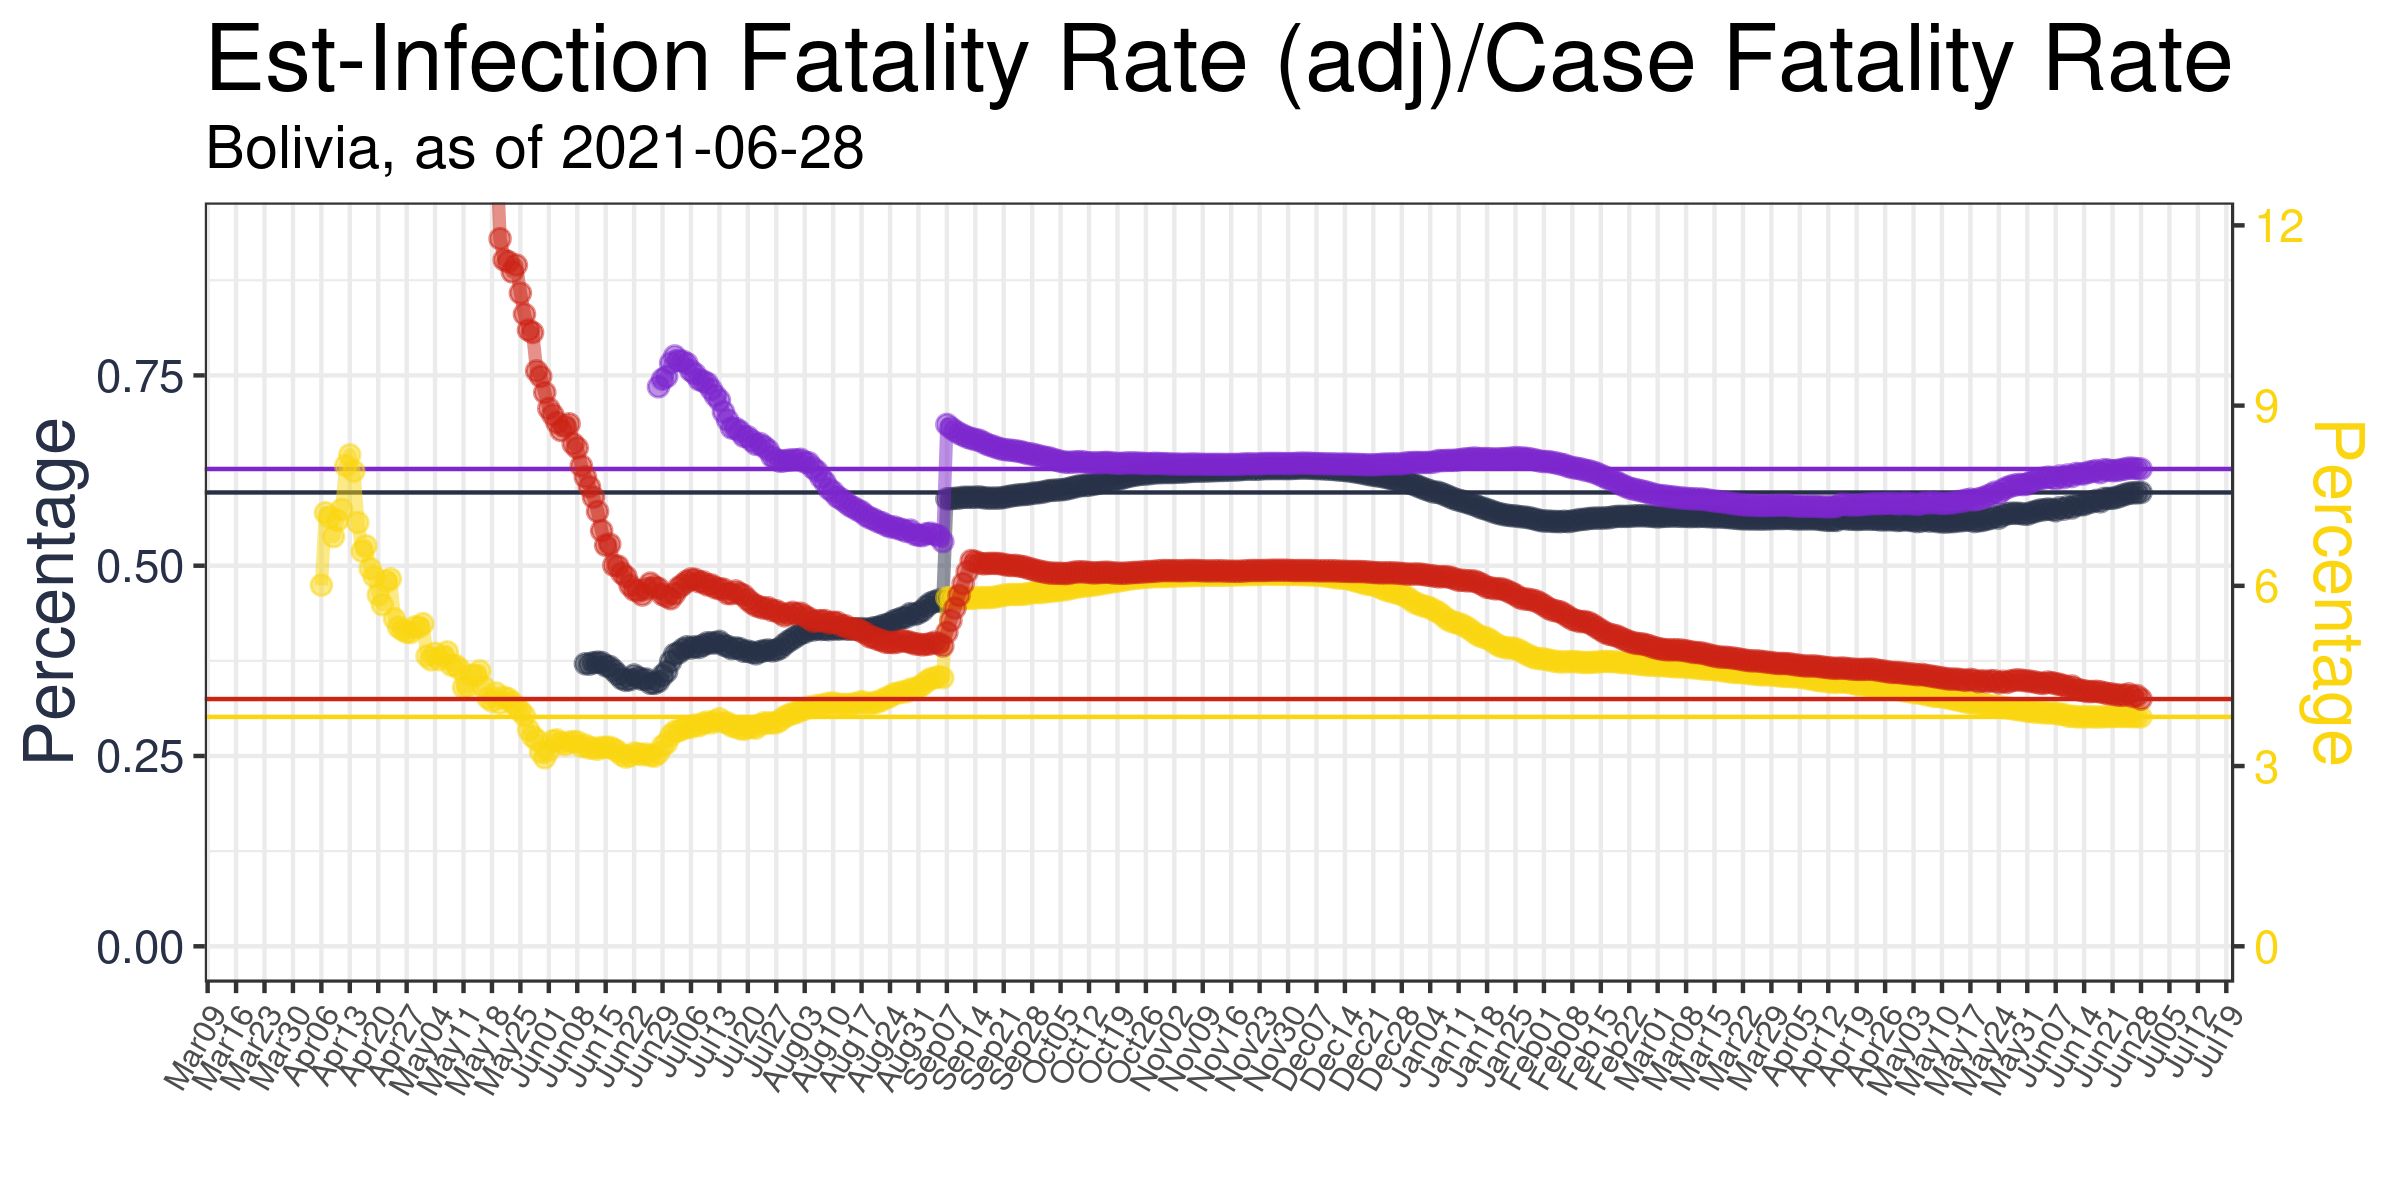 Est-Infection Fatality Rate (adj)/Case Fatality Rate
Bolivia, as of 2021-06-28
Percentage
0.75
0.50
0.25
0.00
12
9
6
3
0
Percentage
Mar09
Mar16
Mar23
Mar30
Apr06
Apr13
Apr20
Apr27
May04
May11
May18
May25
Jun01
Jun08
Jun15
Jun22
Jun29
Jul06
Jul13
Jul20
Jul27
Aug03
Aug10
Aug17
Aug24
Aug31
Sep07
Sep14
Sep21
Sep28
Oct05
Oct12
Oct19
Oct26
Nov02
Nov09
Nov16
Nov23
Nov30
Dec07
Dec14
Dec21
Dec28
Jan04
Jan11
Jan18
Jan25
Feb01
Feb08
Feb15
Feb22
Mar01
Mar08
Mar15
Mar22
Mar29
Apr05
Apr12
Apr19
Apr26
May03
May10
May17
May24
May31
Jun07
Jun14
Jun21
Jun28
Jul05
Jul12
Jul19